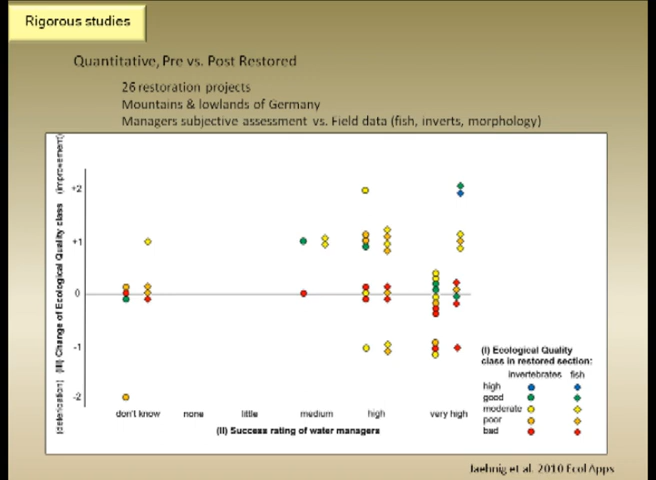 Rigorous studies
Quantitative, Pre vs. Post Restored
26 restoration projects
Mountains & lowlands of Germany
Managers subjective assessment vs. Field data (fish, inverts, morphology)
(deterioration) (III) Change of Ecological Quality class (improvement)
+2
+1
0
-1
-2
don't know none little medium high very high
(II) Success rating of water managers
(I) Ecological Quality
class in restored section:
invertebrates fish
high
good
moderate
poor
bad
Jaehnig et al. 2010 Ecol Apps